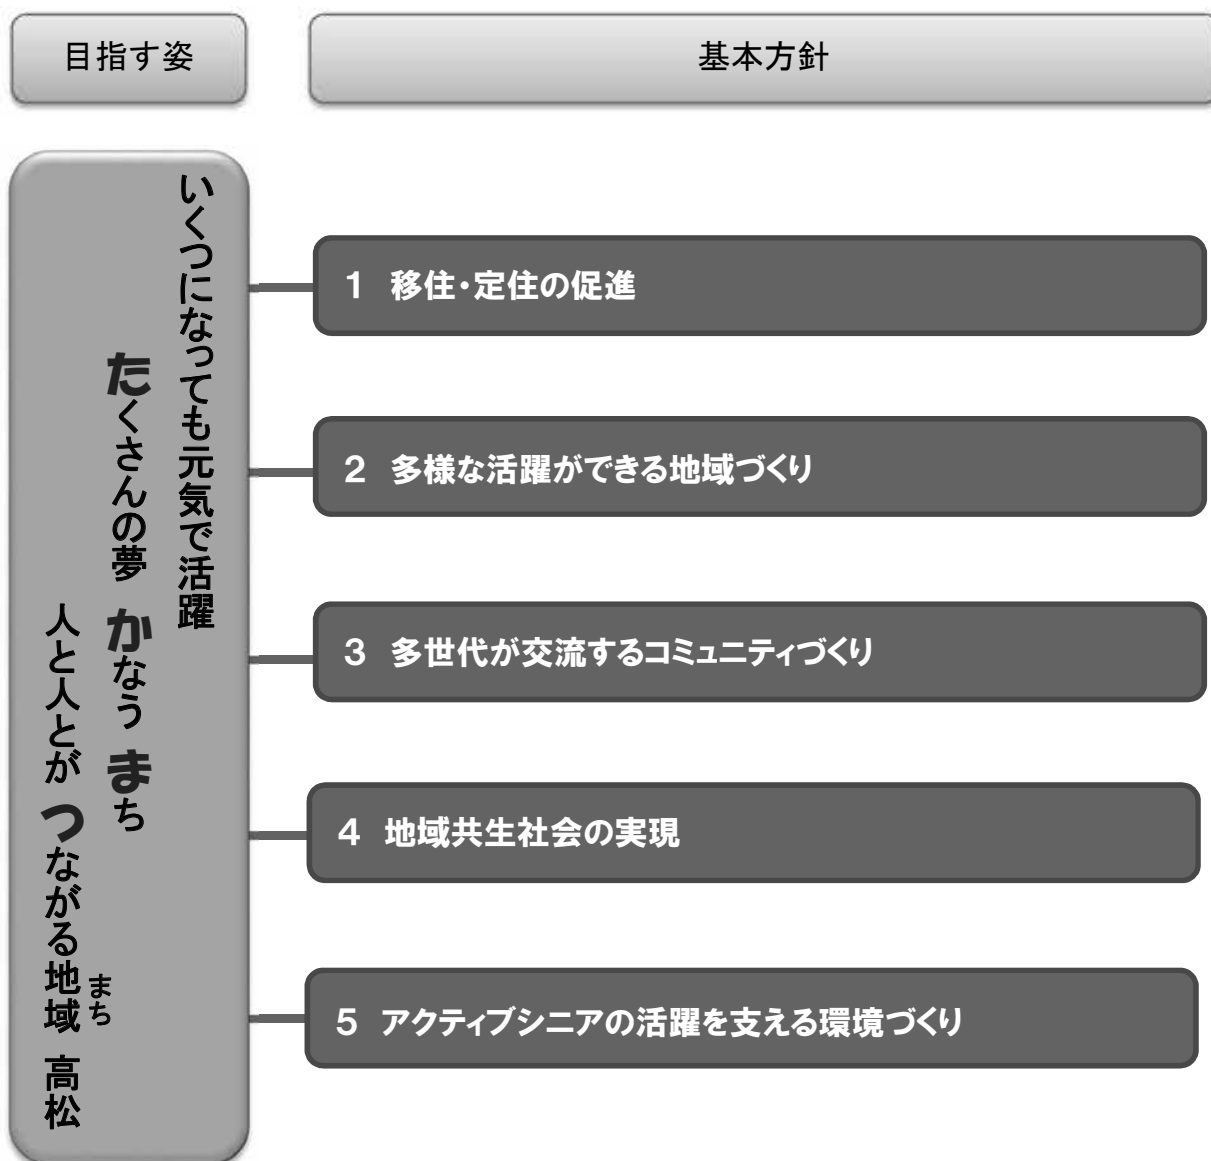 目指す姿
基本方針
いくつになっても元気で活躍
たくさんの夢 かなう まち
人と人とが つながる地域 高松
まち
1 移住・定住の促進
2 多様な活躍ができる地域づくり
3 多世代が交流するコミュニティづくり
4 地域共生社会の実現
5 アクティブシニアの活躍を支える環境づくり